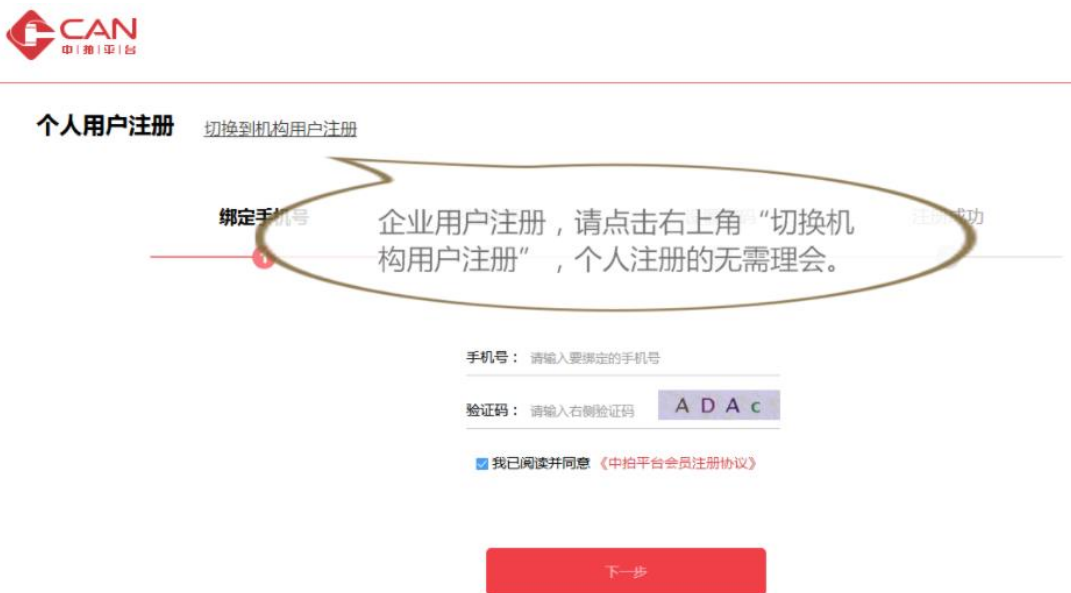 CAN
中|拍|平|台
个人用户注册 切换到机构用户注册
绑定手机号
注册成功
企业用户注册，请点击右上角“切换机
构用户注册”，个人注册的无需理会。
1
手机号： 请输入要绑定的手机号
验证码： 请输入右侧验证码 A D A c
我已阅读并同意 《中拍平台会员注册协议》
下一步